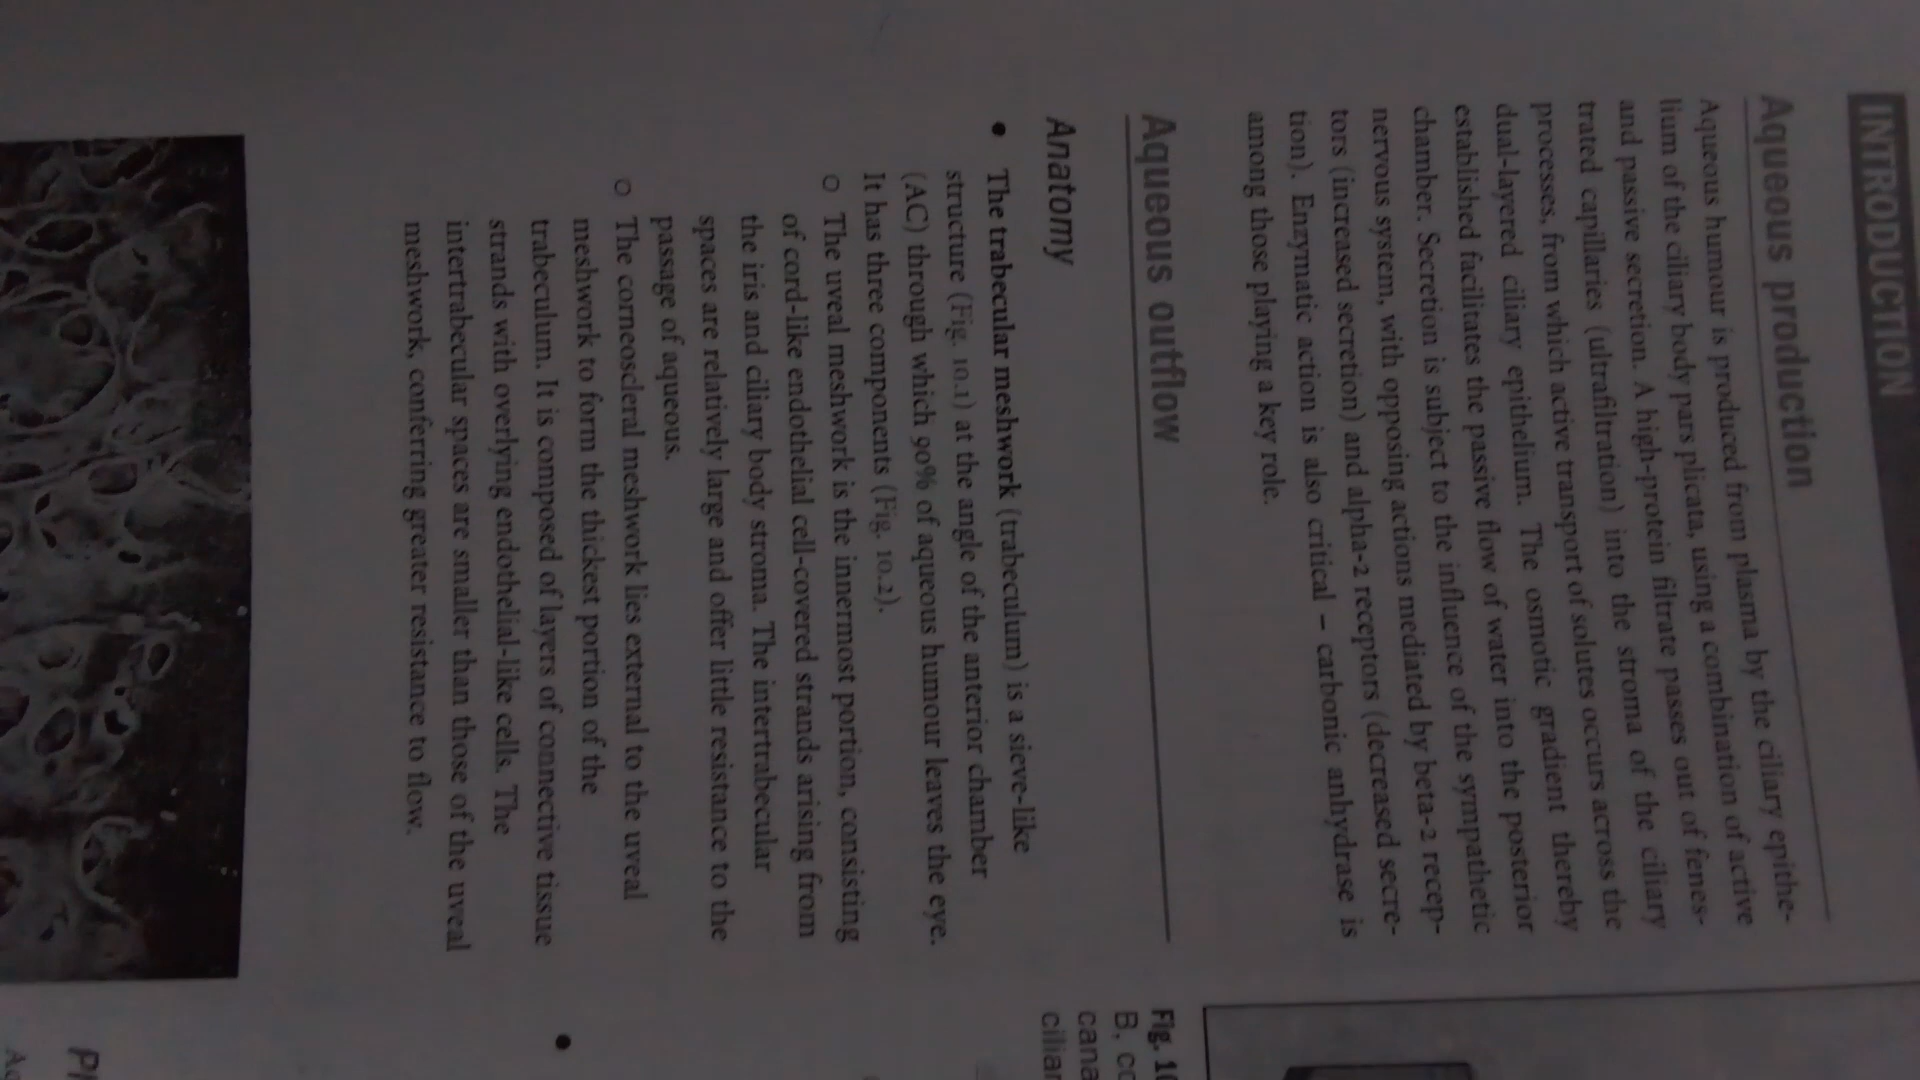 INTRODUCTION
Aqueous production
Aqueous humour is produced from plasma by the ciliary epithe-
lium of the ciliary body pars plicata, using a combination of active
and passive secretion. A high-protein filtrate passes out of fenes-
trated capillaries (ultrafiltration) into the stroma of the ciliary
processes, from which active transport of solutes occurs across the
dual-layered ciliary epithelium. The osmotic gradient thereby
established facilitates the passive flow of water into the posterior
chamber. Secretion is subject to the influence of the sympathetic
nervous system, with opposing actions mediated by beta-2 recep-
tors (increased secretion) and alpha-2 receptors (decreased secre-
tion). Enzymatic action is also critical – carbonic anhydrase is
among those playing a key role.
Aqueous outflow
Anatomy
• The trabecular meshwork (trabeculum) is a sieve-like
structure (Fig. 10.1) at the angle of the anterior chamber
(AC) through which 90% of aqueous humour leaves the eye.
It has three components (Fig. 10.2).
○ The uveal meshwork is the innermost portion, consisting
of cord-like endothelial cell-covered strands arising from
the iris and ciliary body stroma. The intertrabecular
spaces are relatively large and offer little resistance to the
passage of aqueous.
○ The corneoscleral meshwork lies external to the uveal
meshwork to form the thickest portion of the
trabeculum. It is composed of layers of connective tissue
strands with overlying endothelial-like cells. The
intertrabecular spaces are smaller than those of the uveal
meshwork, conferring greater resistance to flow.
Fig. 10
B, co
cana
ciliar
•